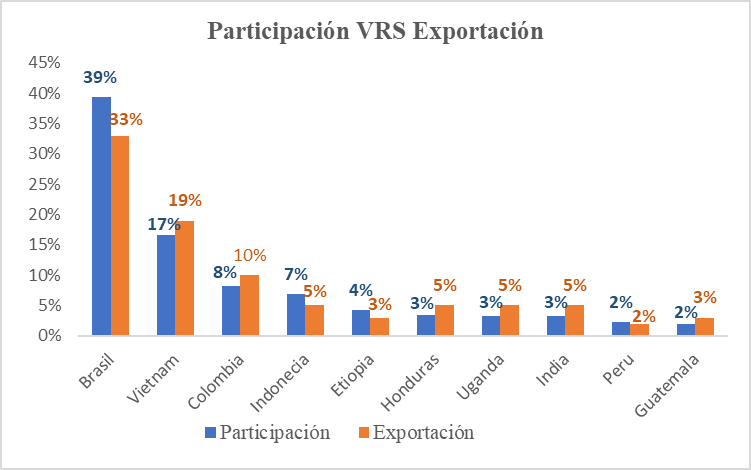 Participación VRS Exportación
45%
40%
35%
30%
25%
20%
15%
10%
5%
0%
39%
33%
17%
19%
8%
10%
7%
5%
4%
3%
3%
5%
3%
5%
3%
5%
2%
2%
2%
3%
Brasil
Vietnam
Colombia
Indonecia
Etiopia
Honduras
Uganda
India
Peru
Guatemala
Participación
Exportación